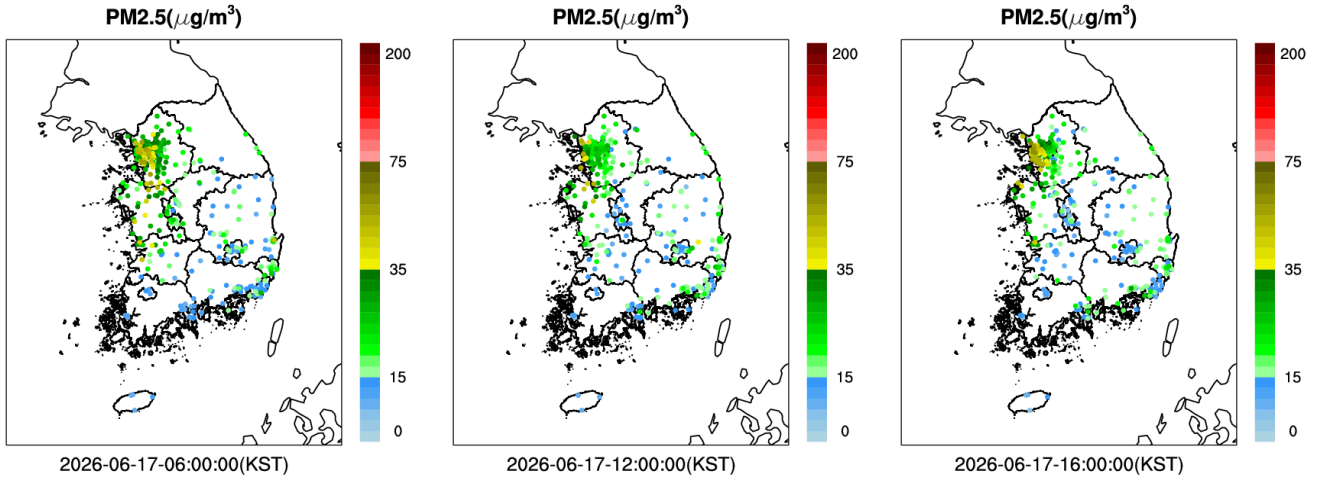 PM2.5(μg/m³) PM2.5(μg/m³) PM2.5(μg/m³)
200 200 200
75 75 75
35 35 35
15 15 15
0 0 0
2026-06-17-06:00:00(KST) 2026-06-17-12:00:00(KST) 2026-06-17-16:00:00(KST)